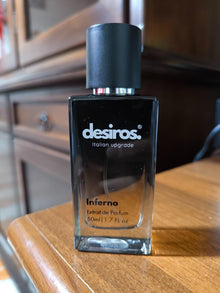 desiros.
Italian upgrade
Inferno
Extrait de Parfum
50ml | 1.7 fl oz